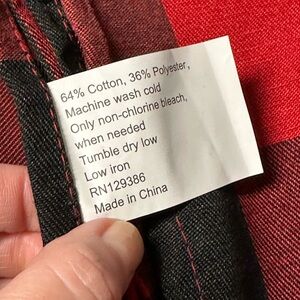 64% Cotton, 36% Polyester,
Machine wash cold
Only non-chlorine bleach,
when needed
Tumble dry low
Low iron
RN129386
Made in China